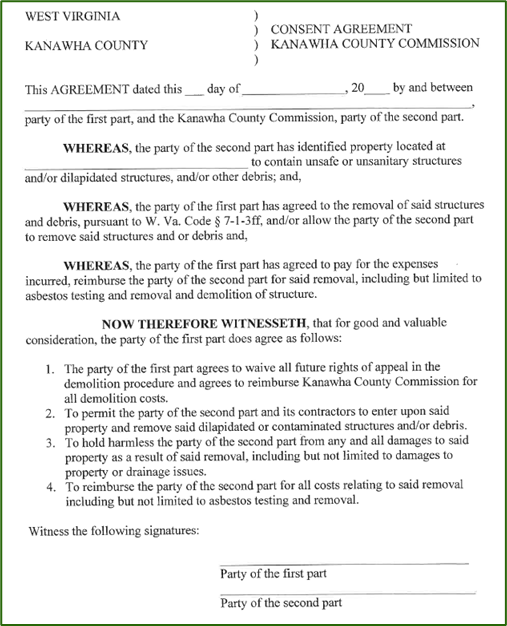 WEST VIRGINIA )
) CONSENT AGREEMENT
KANAWHA COUNTY ) KANAWHA COUNTY COMMISSION
)
This AGREEMENT dated this ___ day of _______________, 20____ by and between
_______________________________________________,
party of the first part, and the Kanawha County Commission, party of the second part.
WHEREAS, the party of the second part has identified property located at
_______________________ to contain unsafe or unsanitary structures
and/or dilapidated structures, and/or other debris; and,
WHEREAS, the party of the first part has agreed to the removal of said structures
and debris, pursuant to W. Va. Code § 7-1-3ff, and/or allow the party of the second part
to remove said structures and or debris and,
WHEREAS, the party of the first part has agreed to pay for the expenses
incurred, reimburse the party of the second part for said removal, including but limited to
asbestos testing and removal and demolition of structure.
NOW THEREFORE WITNESSETH, that for good and valuable
consideration, the party of the first part does agree as follows:
1. The party of the first part agrees to waive all future rights of appeal in the
demolition procedure and agrees to reimburse Kanawha County Commission for
all demolition costs.
2. To permit the party of the second part and its contractors to enter upon said
property and remove said dilapidated or contaminated structures and/or debris.
3. To hold harmless the party of the second part from any and all damages to said
property as a result of said removal, including but not limited to damages to
property or drainage issues.
4. To reimburse the party of the second part for all costs relating to said removal
including but not limited to asbestos testing and removal.
Witness the following signatures:
Party of the first part
Party of the second part